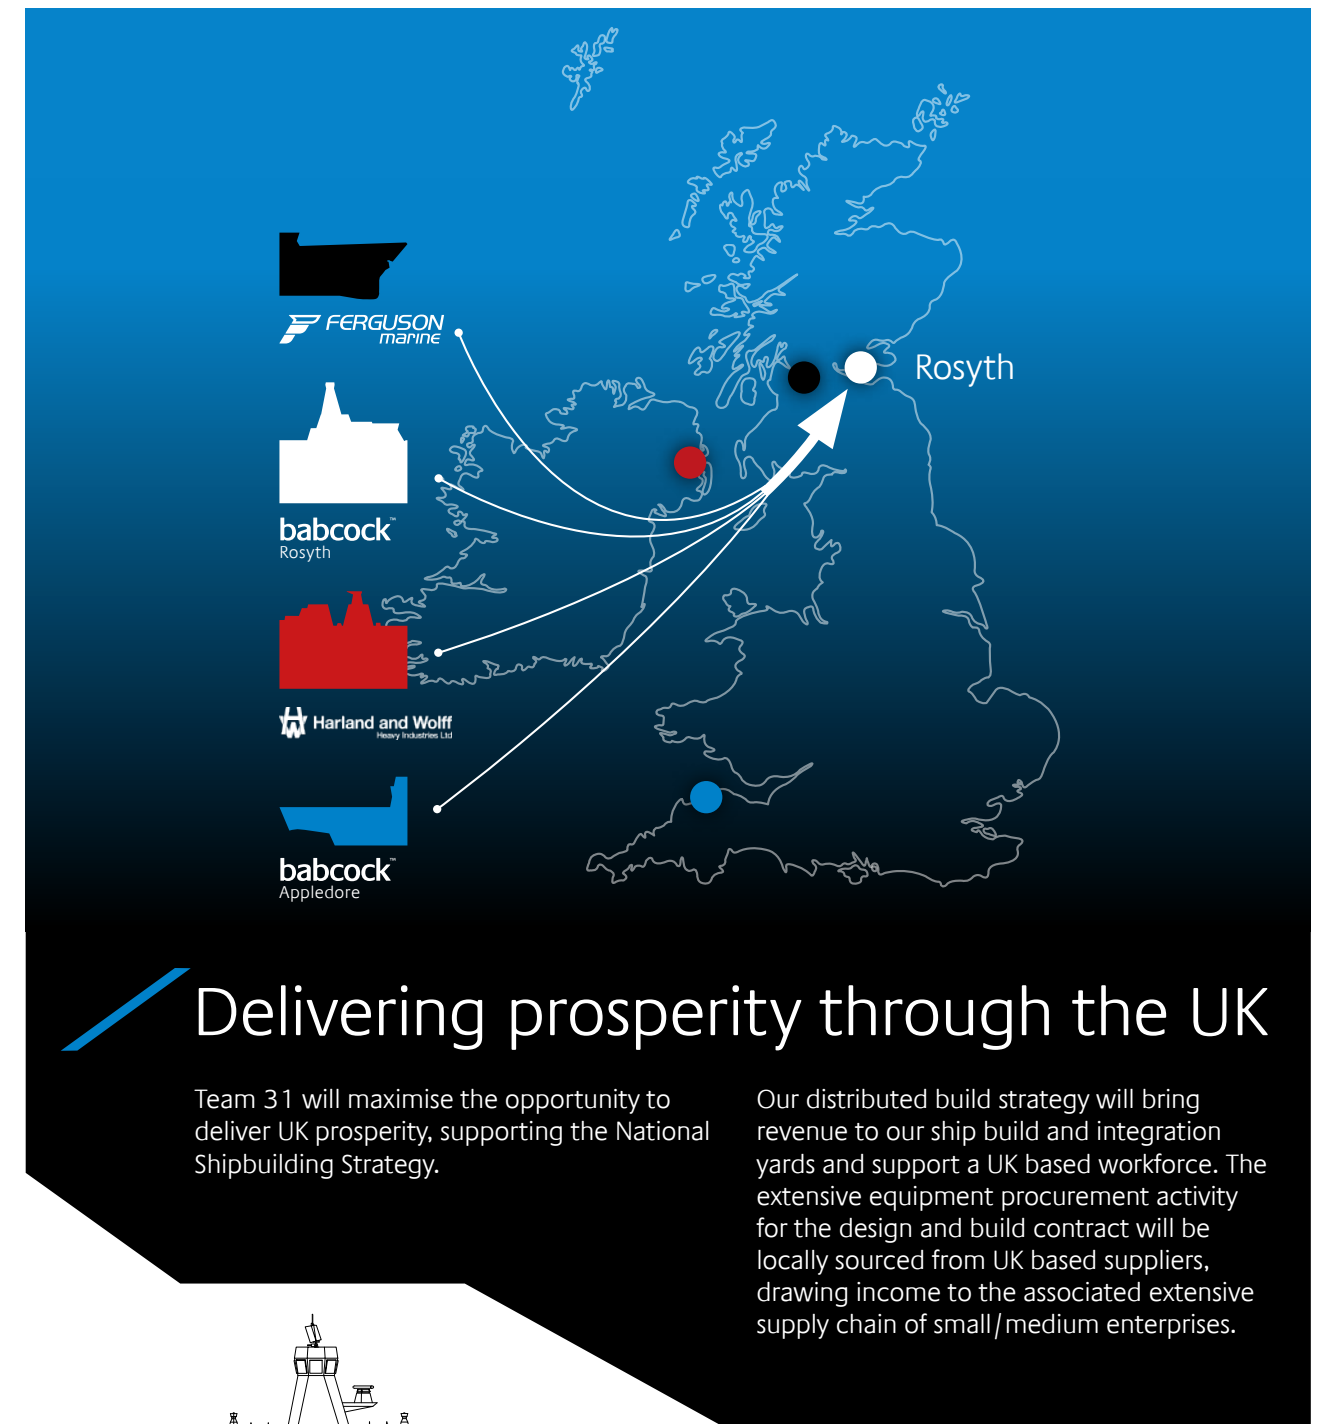 FERGUSON
marine
babcock™
Rosyth
Harland and Wolff
Heavy Industries Ltd
babcock™
Appledore
Rosyth
Delivering prosperity through the UK
Team 31 will maximise the opportunity to
deliver UK prosperity, supporting the National
Shipbuilding Strategy.
Our distributed build strategy will bring
revenue to our ship build and integration
yards and support a UK based workforce. The
extensive equipment procurement activity
for the design and build contract will be
locally sourced from UK based suppliers,
drawing income to the associated extensive
supply chain of small/medium enterprises.